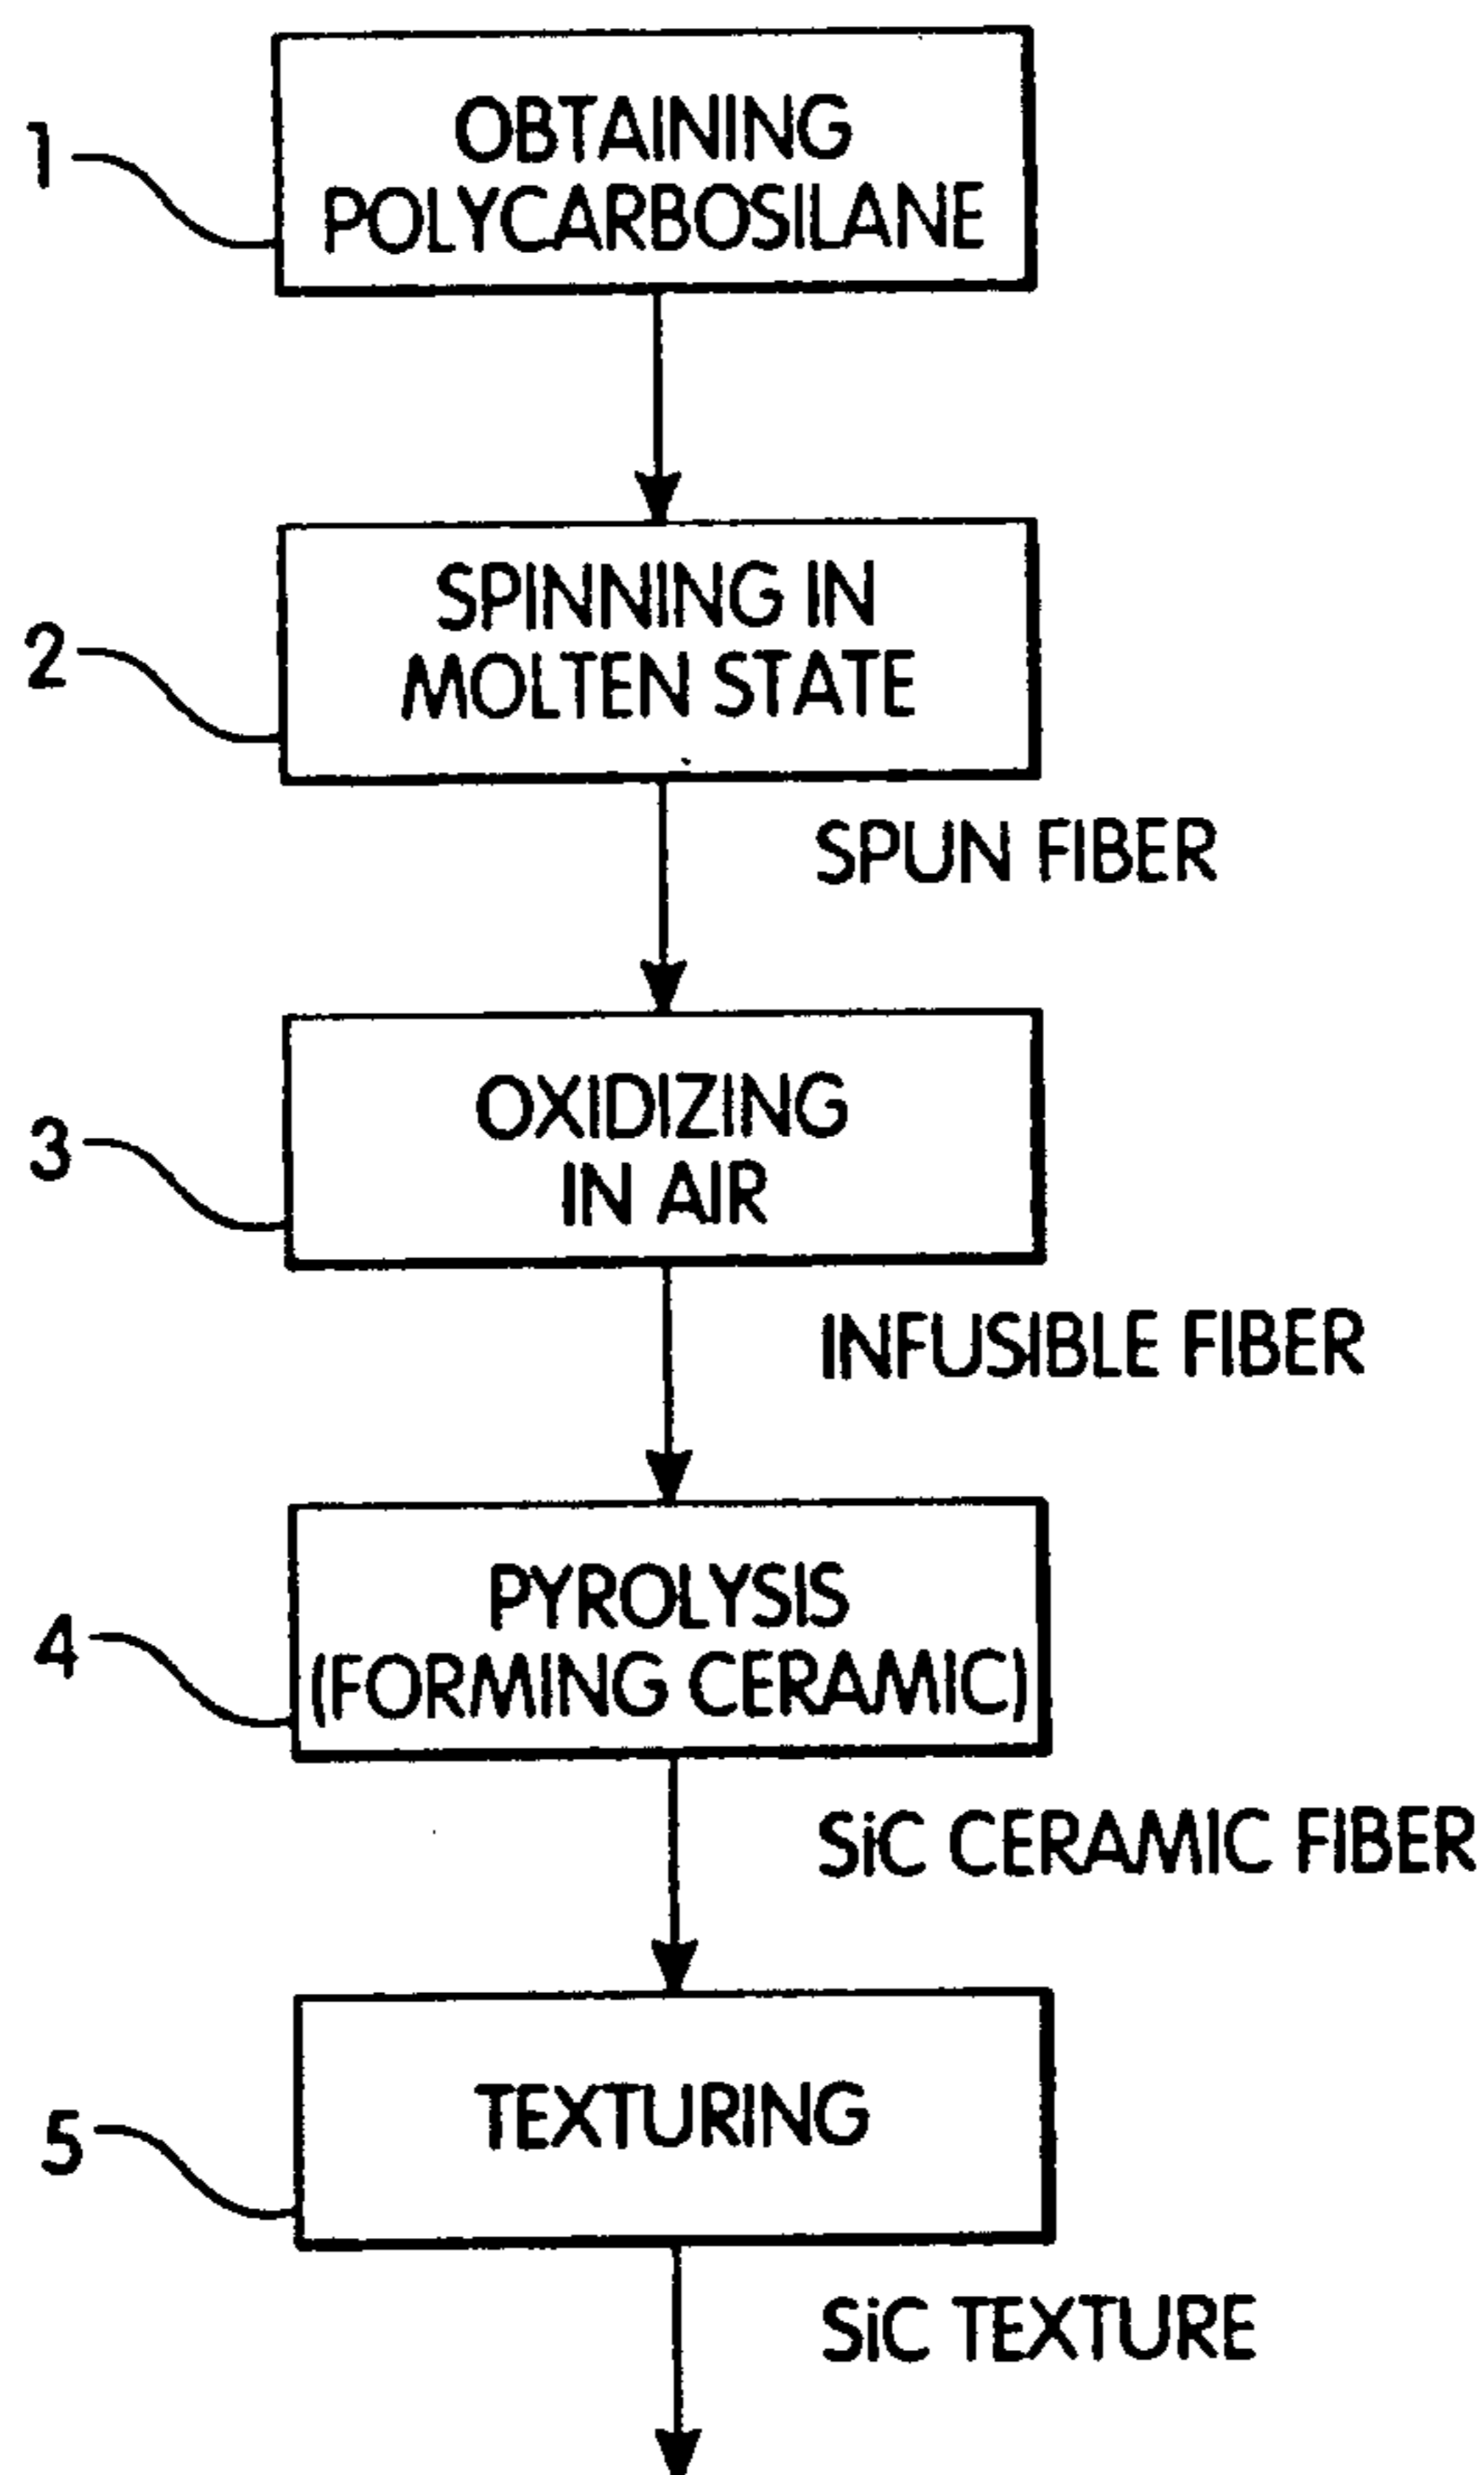 1
OBTAINING
POLYCARBOSILANE
2
SPINNING IN
MOLTEN STATE
SPUN FIBER
3
OXIDIZING
IN AIR
INFUSIBLE FIBER
4
PYROLYSIS
(FORMING CERAMIC)
SiC CERAMIC FIBER
5
TEXTURING
SiC TEXTURE